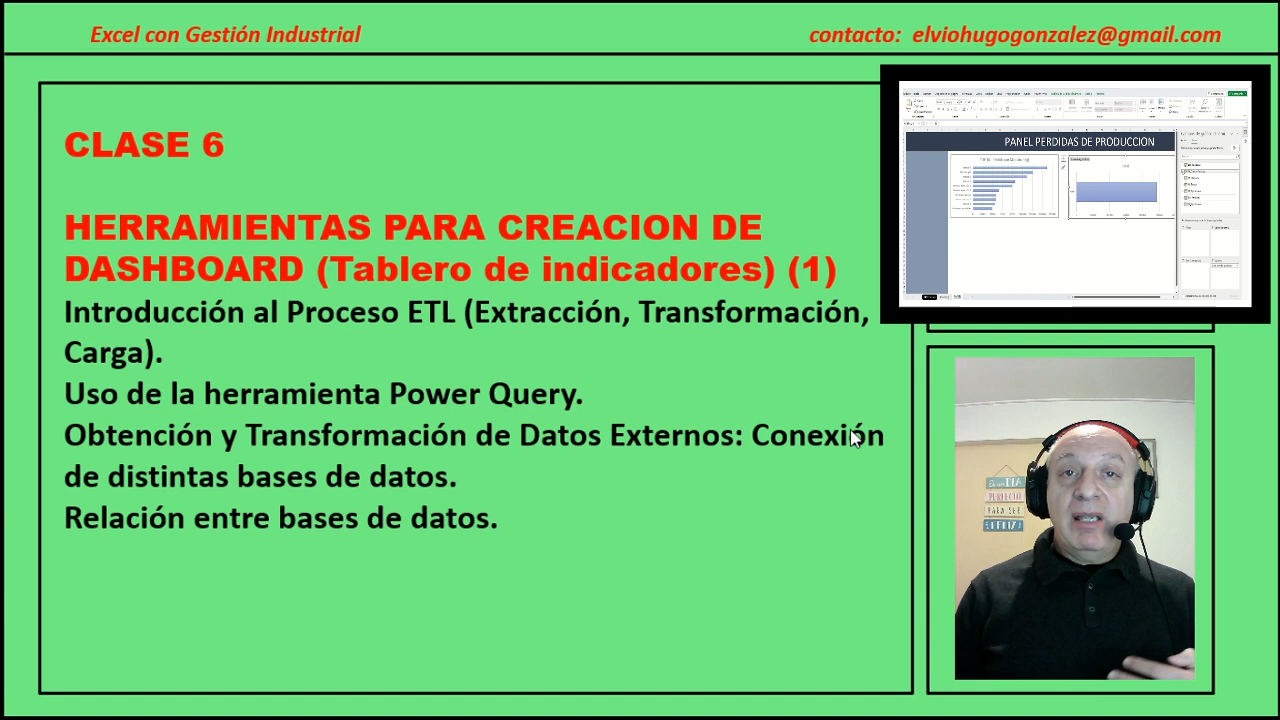 Excel con Gestión Industrial
contacto: elviohugogonzalez@gmail.com
CLASE 6
HERRAMIENTAS PARA CREACION DE
DASHBOARD (Tablero de indicadores) (1)
Introducción al Proceso ETL (Extracción, Transformación,
Carga).
Uso de la herramienta Power Query.
Obtención y Transformación de Datos Externos: Conexión
de distintas bases de datos.
Relación entre bases de datos.
PANEL PERDIDAS DE PRODUCCION
PARA SER